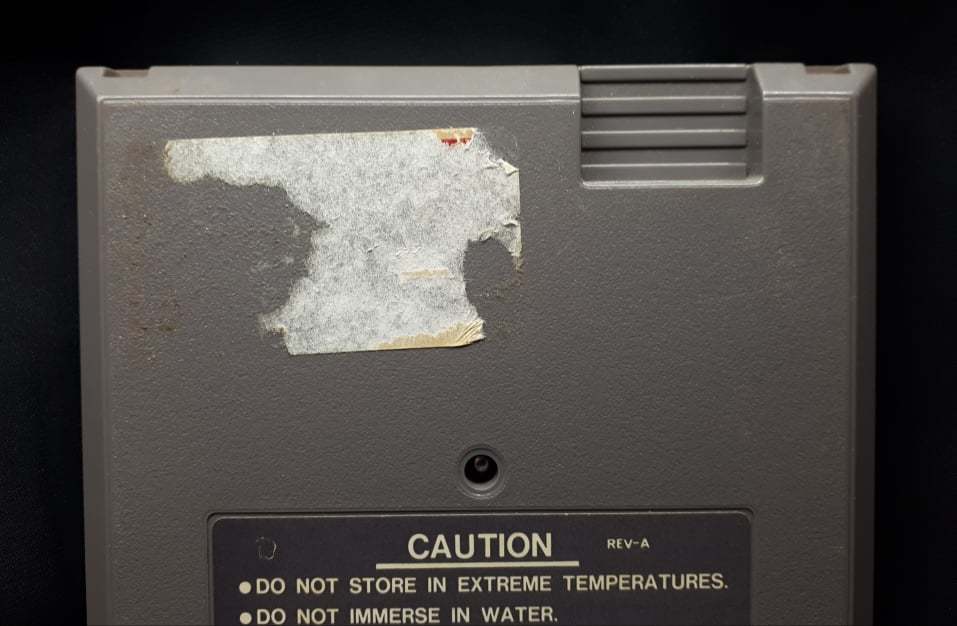 CAUTION REV-A
●DO NOT STORE IN EXTREME TEMPERATURES.
●DO NOT IMMERSE IN WATER.